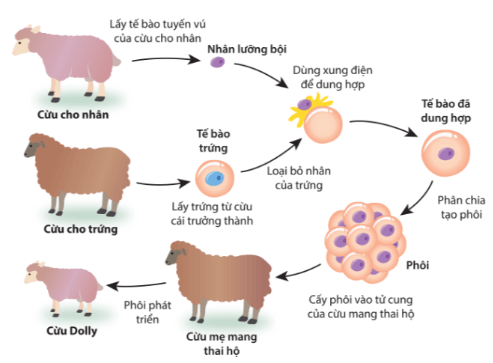 Lấy tế bào tuyến vú
của cừu cho nhân
Nhân lưỡng bội
Cừu cho nhân
Dùng xung điện
để dung hợp
Tế bào đã
dung hợp
Tế bào
trứng
Loại bỏ nhân
của trứng
Lấy trứng từ cừu
cái trưởng thành
Cừu cho trứng
Phân chia
tạo phôi
Phôi
Cấy phôi vào tử cung
của cừu mang thai hộ
Phôi phát
triển
Cừu Dolly
Cừu mẹ mang
thai hộ